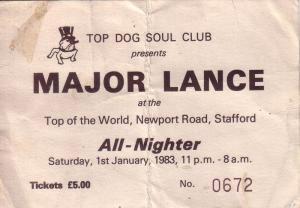 TOP DOG SOUL CLUB
presents
MAJOR LANCE
at the
Top of the World, Newport Road, Stafford
All-Nighter
Saturday, 1st January, 1983, 11 p.m. - 8 a.m.
Tickets £5.00 No. 0672